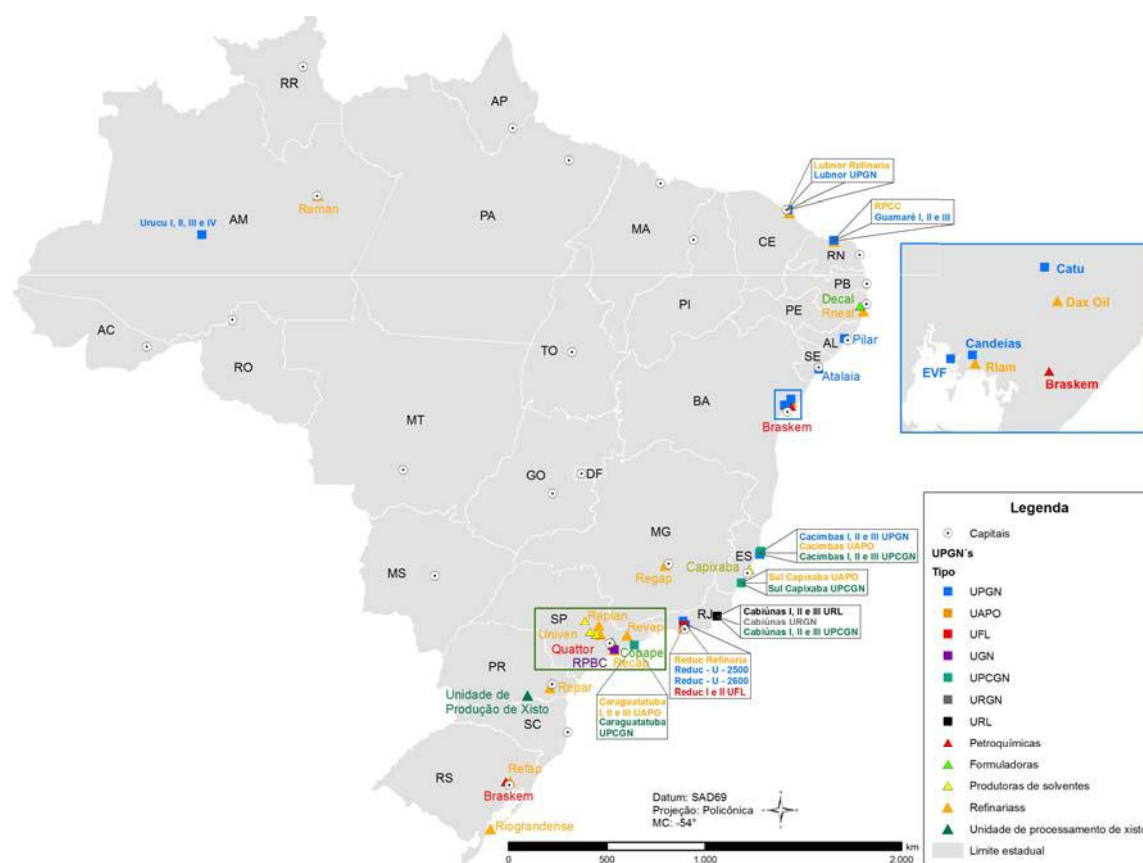 RR
AP
Reman
Urucu I, II, III e IV
AM
PA
MA
CE
Lubnor Refinaria
Lubnor UPGN
RPCC
Guamaré I, II e III
RN
PB
PI
PE
Decal
Rnest
AC
RO
TO
AL
Pilar
SE
Atalaia
BA
Braskem
MT
GO
DF
Catu
Dax Oil
Candeias
EVF
Rlam
Braskem
MG
ES
Capixaba
Regap
Cacimbas I, II e III UPGN
Cacimbas UAPO
Cacimbas I, II e III UPCGN
Sul Capixaba UAPO
Sul Capixaba UPCGN
MS
SP
Replan
Univen
Revap
Quattor
Copape
RPBC
Recap
RJ
Cabiúnas I, II e III URL
Cabiúnas URGN
Cabiúnas I, II e III UPCGN
Reduc Refinaria
Reduc - U - 2500
Reduc - U - 2600
Reduc I e II UFL
Caraguatatuba
I, II e III UAPO
Caraguatatuba
UPCGN
PR
Repar
Unidade de
Produção de Xisto
SC
RS
Refap
Braskem
Riograndense
Datum: SAD69
Projeção: Policônica
MC: -54°
km
0
500
1.000
2.000
Legenda
Capitais
UPGN´s
Tipo
UPGN
UAPO
UFL
UGN
UPCGN
URGN
URL
Petroquímicas
Formuladoras
Produtoras de solventes
Refinariass
Unidade de processamento de xisto
Limite estadual